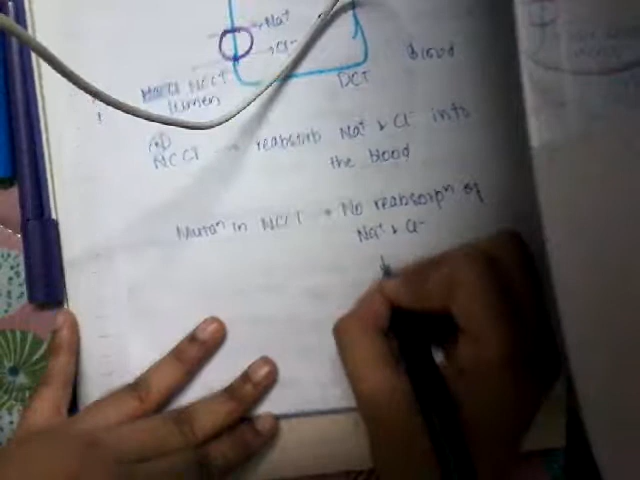 Na⁺
Cl⁻
NCCT
DCT
Blood
lumen
(N)
NCCT → reabsorb Na⁺ & Cl⁻ into
the blood
Mutaⁿ in NCCT → No reabsorpⁿ of
Na⁺ & Cl⁻
↓